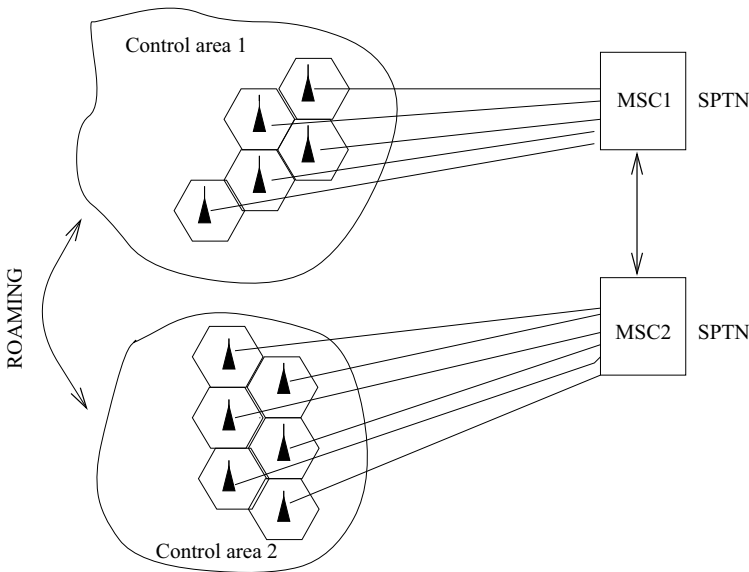 Control area 1
MSC1
SPTN
ROAMING
MSC2
SPTN
Control area 2